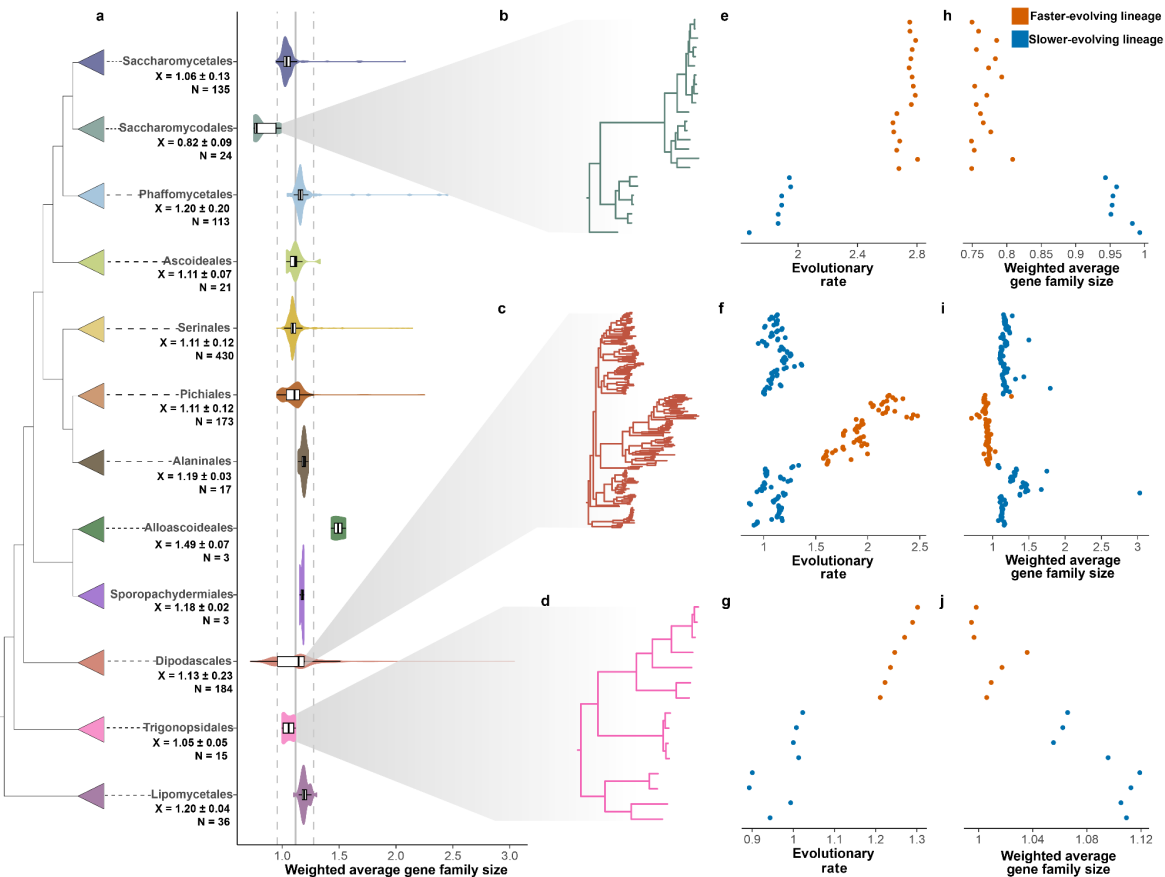 a
b
e
h
Faster-evolving lineage
Slower-evolving lineage
Saccharomycetales
X = 1.06 ± 0.13
N = 135
Saccharomycodales
X = 0.82 ± 0.09
N = 24
Phaffomycetales
X = 1.20 ± 0.20
N = 113
Ascoideales
X = 1.11 ± 0.07
N = 21
Serinales
X = 1.11 ± 0.12
N = 430
Pichiales
X = 1.11 ± 0.12
N = 173
Alaninales
X = 1.19 ± 0.03
N = 17
Alloascoideales
X = 1.49 ± 0.07
N = 3
Sporopachydermiales
X = 1.18 ± 0.02
N = 3
Dipodascales
X = 1.13 ± 0.23
N = 184
Trigonopsidales
X = 1.05 ± 0.05
N = 15
Lipomycetales
X = 1.20 ± 0.04
N = 36
1.0 1.5 2.0 2.5 3.0
Weighted average gene family size
2 2.4 2.8
Evolutionary
rate
0.75 0.8 0.85 0.9 0.95 1
Weighted average
gene family size
c
f
i
1 1.5 2 2.5
Evolutionary
rate
1 1.5 2 2.5 3
Weighted average
gene family size
d
g
j
0.9 1 1.1 1.2 1.3
Evolutionary
rate
1 1.04 1.08 1.12
Weighted average
gene family size